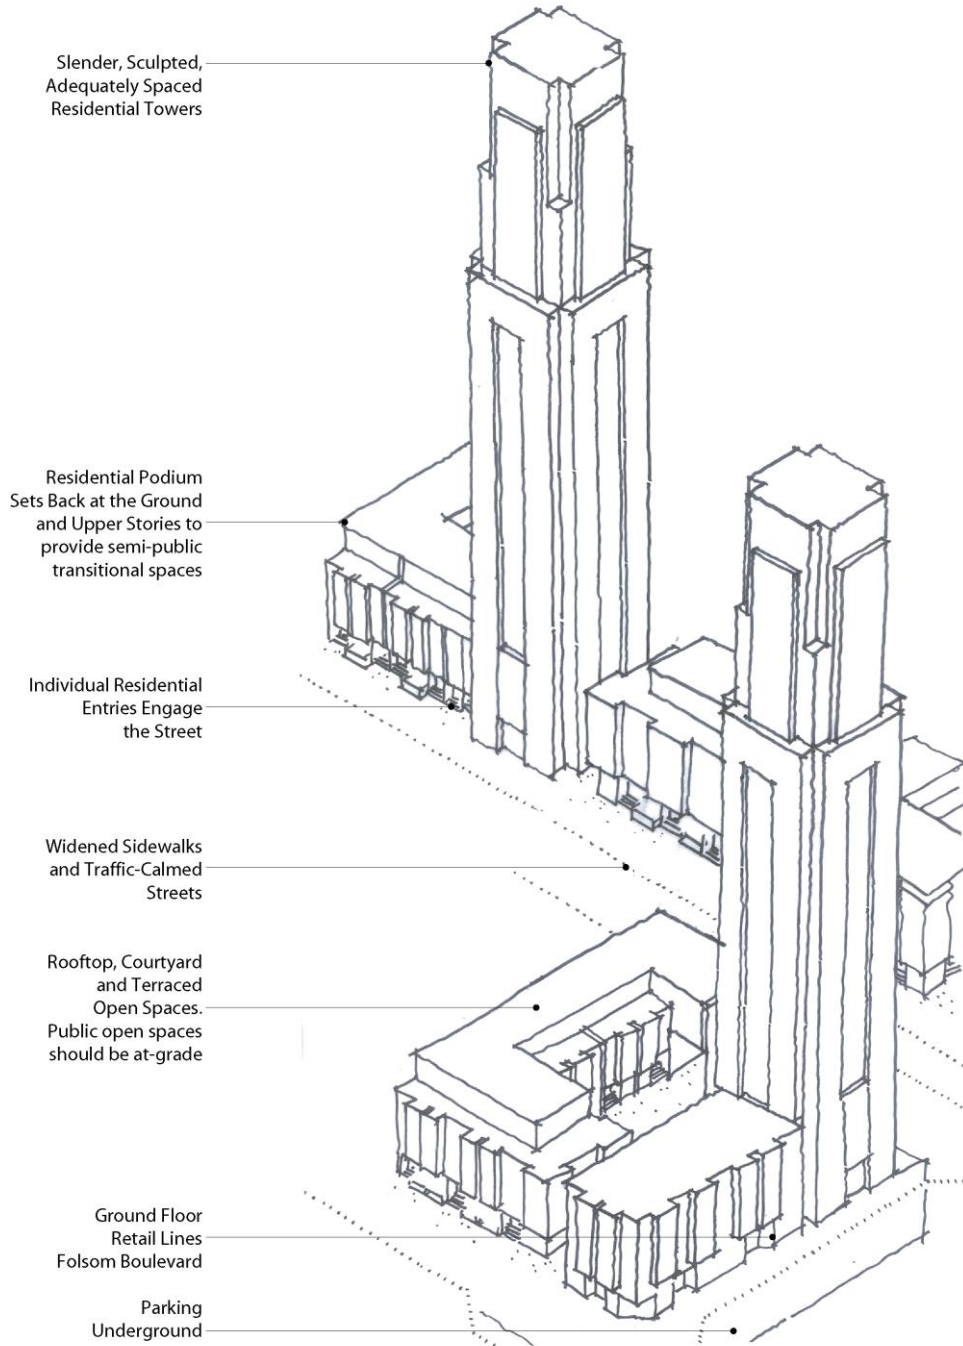 Slender, Sculpted,
Adequately Spaced
Residential Towers
Residential Podium
Sets Back at the Ground
and Upper Stories to
provide semi-public
transitional spaces
Individual Residential
Entries Engage
the Street
Widened Sidewalks
and Traffic-Calmed
Streets
Rooftop, Courtyard
and Terraced
Open Spaces.
Public open spaces
should be at-grade
Ground Floor
Retail Lines
Folsom Boulevard
Parking
Underground